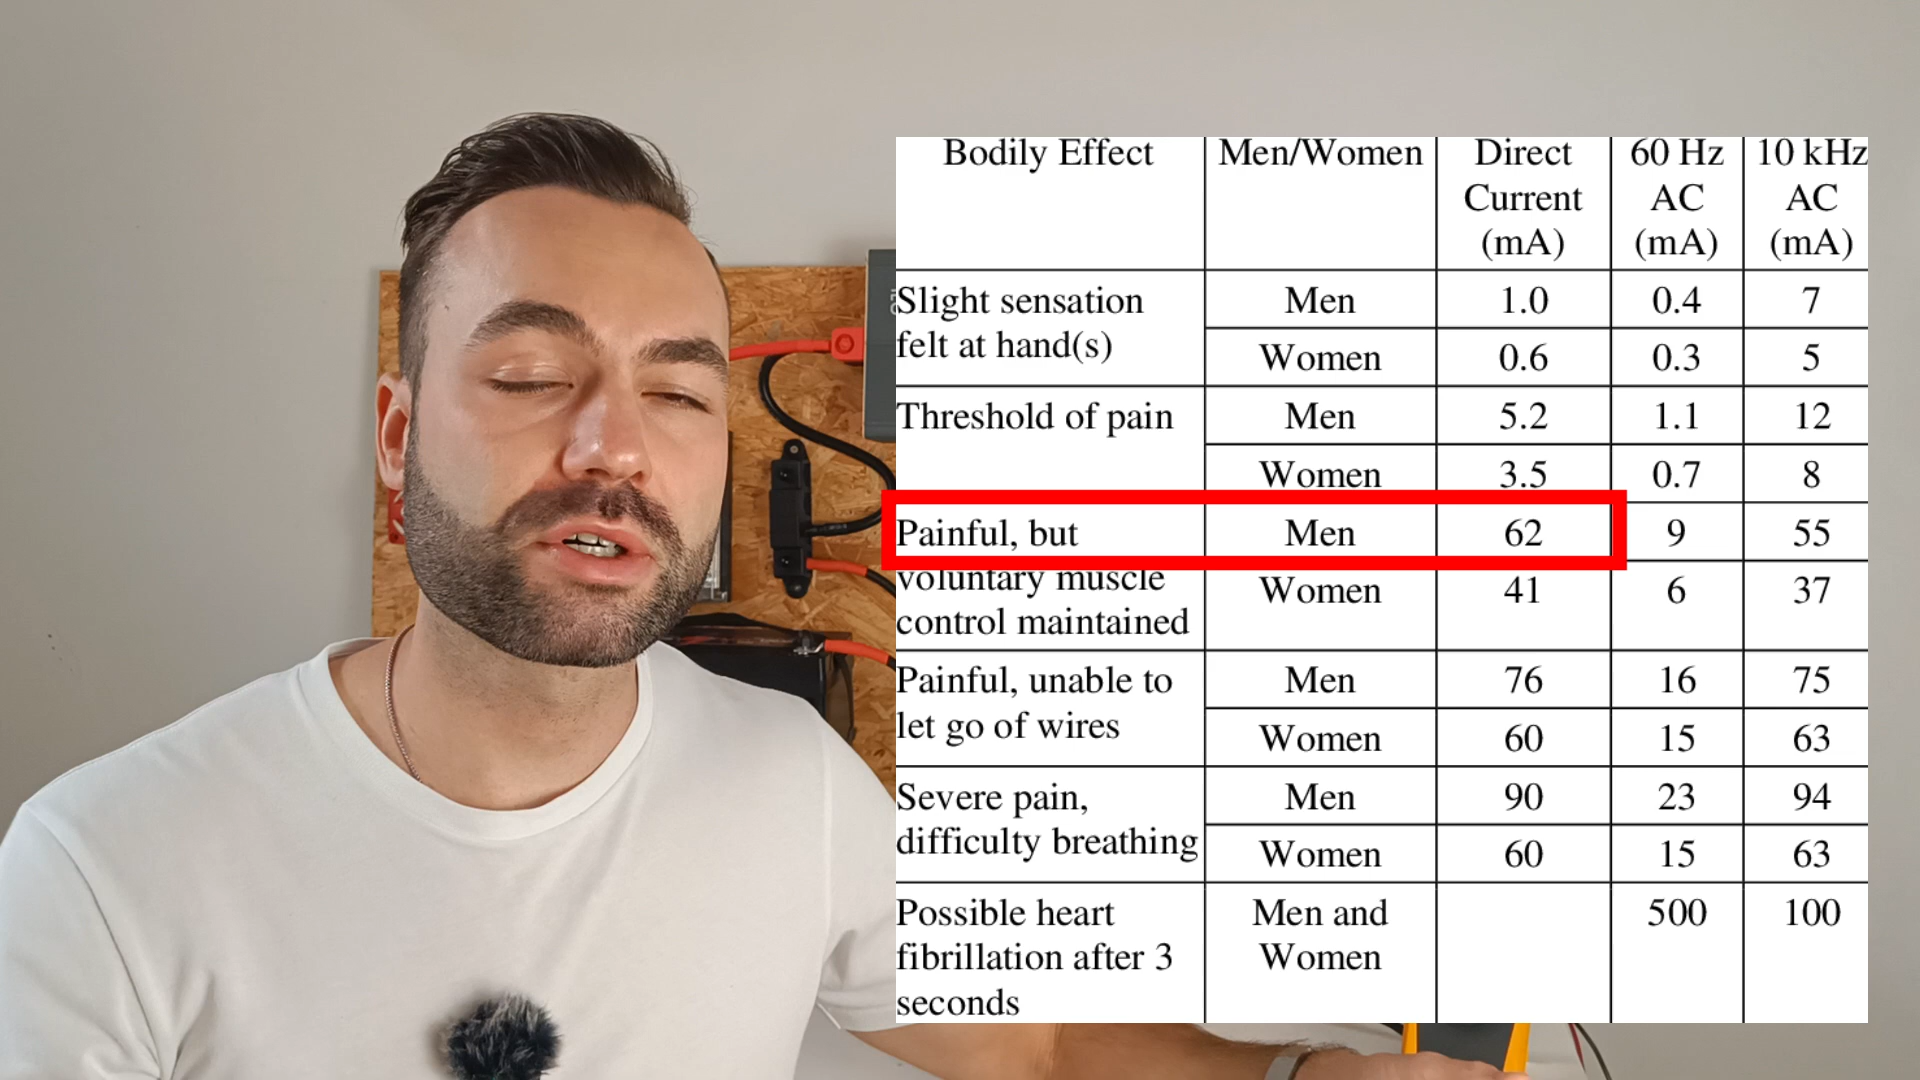 Bodily Effect Men/Women Direct Current (mA) 60 Hz AC (mA) 10 kHz AC (mA)
Slight sensation felt at hand(s) Men 1.0 0.4 7
Women 0.6 0.3 5
Threshold of pain Men 5.2 1.1 12
Women 3.5 0.7 8
Painful, but Men 62 9 55
voluntary muscle control maintained Women 41 6 37
Painful, unable to let go of wires Men 76 16 75
Women 60 15 63
Severe pain, difficulty breathing Men 90 23 94
Women 60 15 63
Possible heart fibrillation after 3 seconds Men and Women 500 100